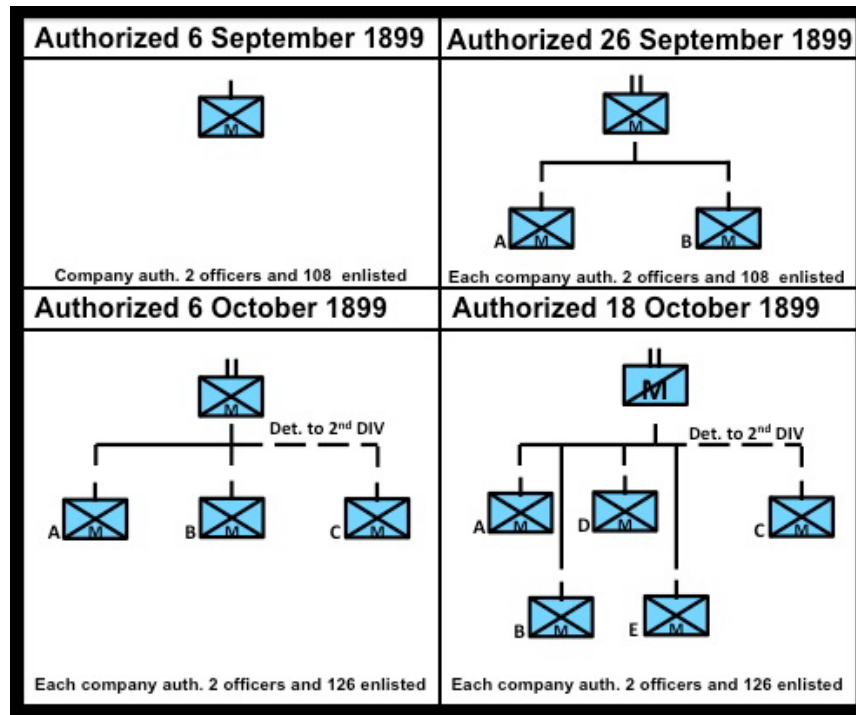 Authorized 6 September 1899
M
Company auth. 2 officers and 108 enlisted
Authorized 26 September 1899
M
A M
B M
Each company auth. 2 officers and 108 enlisted
Authorized 6 October 1899
M
Det. to 2nd DIV
A M
B M
C M
Each company auth. 2 officers and 126 enlisted
Authorized 18 October 1899
M
Det. to 2nd DIV
A M
D M
C M
B M
E M
Each company auth. 2 officers and 126 enlisted